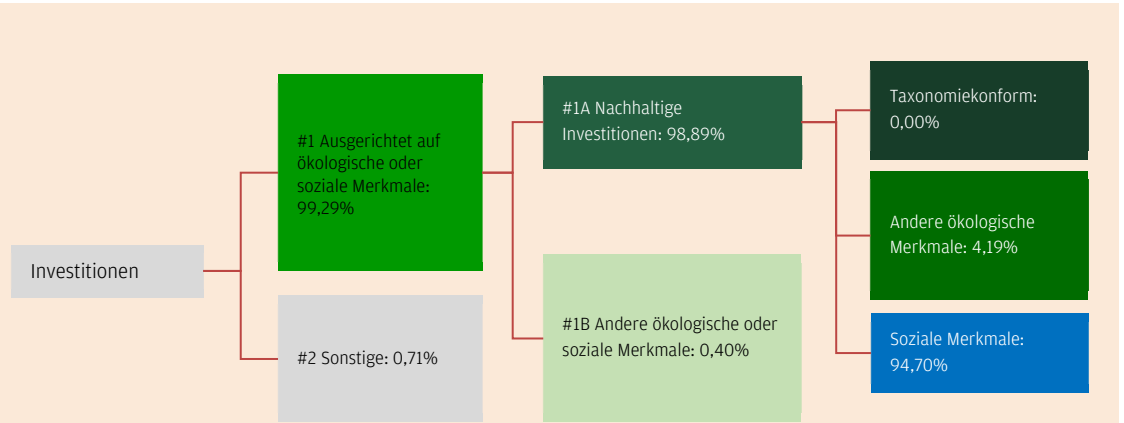 Investitionen
#1 Ausgerichtet auf
ökologische oder
soziale Merkmale:
99,29%
#2 Sonstige: 0,71%
#1A Nachhaltige
Investitionen: 98,89%
#1B Andere ökologische oder
soziale Merkmale: 0,40%
Taxonomiekonform:
0,00%
Andere ökologische
Merkmale: 4,19%
Soziale Merkmale:
94,70%